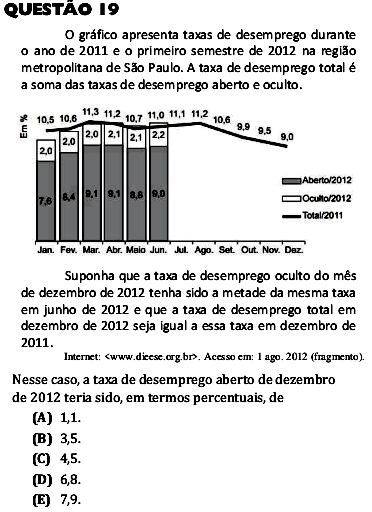 QUESTÃO 19
O gráfico apresenta taxas de desemprego durante
o ano de 2011 e o primeiro semestre de 2012 na região
metropolitana de São Paulo. A taxa de desemprego total é
a soma das taxas de desemprego aberto e oculto.
Em %
10,5 10,6 11,3 11,2 10,7 11,0 11,1 11,2 10,6 9,9 9,5 9,0
2,0 2,0 2,0 2,1 2,1 2,2
7,6 8,4 9,1 9,1 8,6 9,0
Aberto/2012
Oculto/2012
Total/2011
Jan. Fev. Mar. Abr. Maio Jun. Jul. Ago. Set. Out. Nov. Dez.
Suponha que a taxa de desemprego oculto do mês
de dezembro de 2012 tenha sido a metade da mesma taxa
em junho de 2012 e que a taxa de desemprego total em
dezembro de 2012 seja igual a essa taxa em dezembro de
2011.
Internet: <www.dieese.org.br>. Acesso em: 1 ago. 2012 (fragmento).
Nesse caso, a taxa de desemprego aberto de dezembro
de 2012 teria sido, em termos percentuais, de
(A) 1,1.
(B) 3,5.
(C) 4,5.
(D) 6,8.
(E) 7,9.